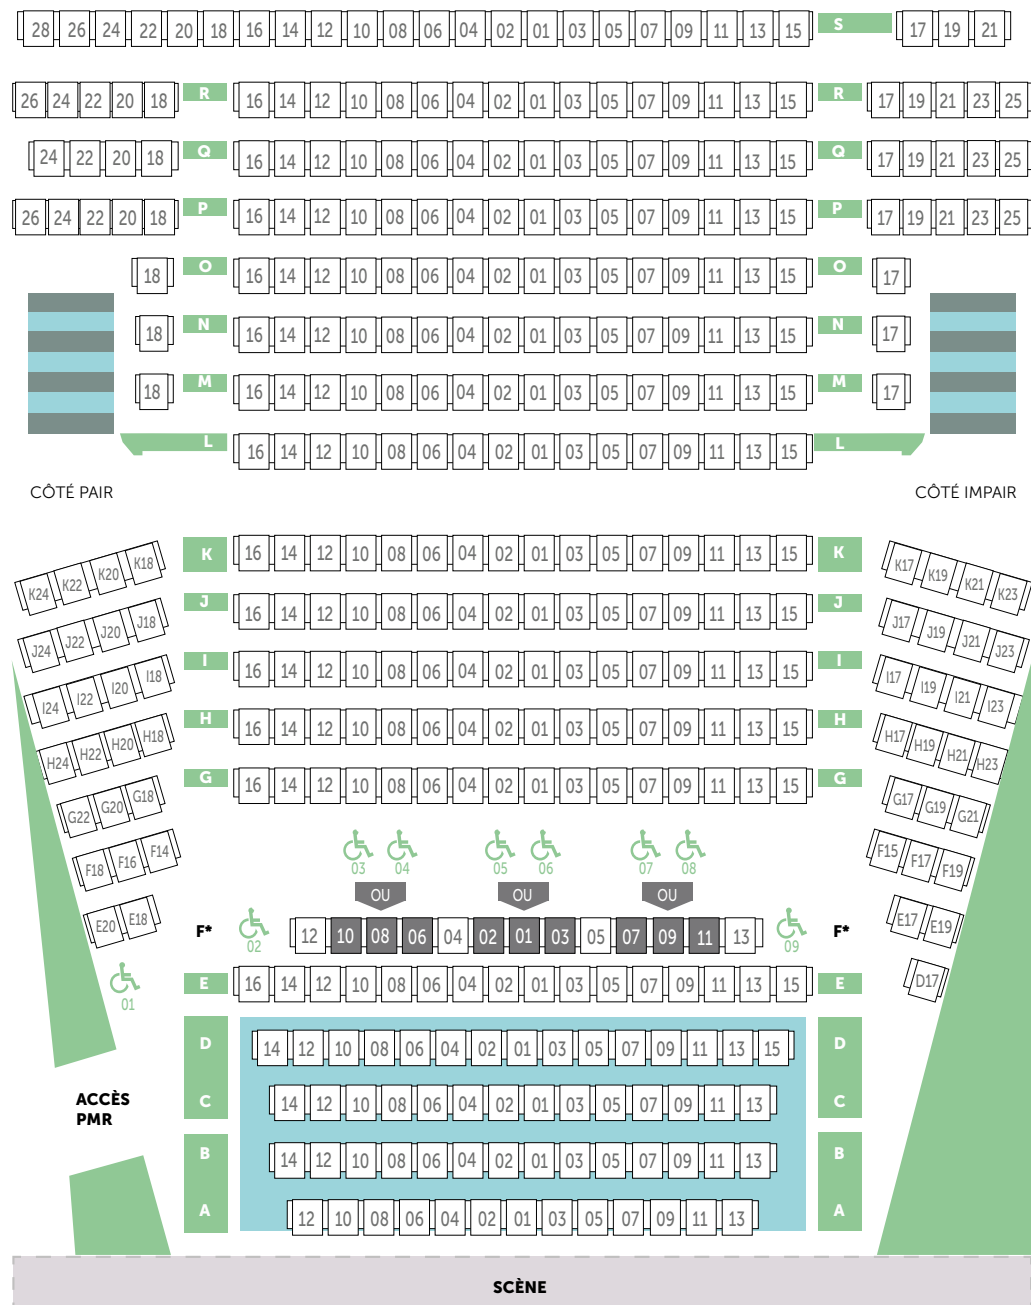 28 26 24 22 20 18 16 14 12 10 08 06 04 02 01 03 05 07 09 11 13 15 S 17 19 21
26 24 22 20 18 R 16 14 12 10 08 06 04 02 01 03 05 07 09 11 13 15 R 17 19 21 23 25
24 22 20 18 Q 16 14 12 10 08 06 04 02 01 03 05 07 09 11 13 15 Q 17 19 21 23 25
26 24 22 20 18 P 16 14 12 10 08 06 04 02 01 03 05 07 09 11 13 15 P 17 19 21 23 25
18 O 16 14 12 10 08 06 04 02 01 03 05 07 09 11 13 15 O 17
18 N 16 14 12 10 08 06 04 02 01 03 05 07 09 11 13 15 N 17
18 M 16 14 12 10 08 06 04 02 01 03 05 07 09 11 13 15 M 17
L 16 14 12 10 08 06 04 02 01 03 05 07 09 11 13 15 L
CÔTÉ PAIR CÔTÉ IMPAIR
K24 K22 K20 K18 K 16 14 12 10 08 06 04 02 01 03 05 07 09 11 13 15 K K17 K19 K21 K23
J24 J22 J20 J18 J 16 14 12 10 08 06 04 02 01 03 05 07 09 11 13 15 J J17 J19 J21 J23
I24 I22 I20 I18 I 16 14 12 10 08 06 04 02 01 03 05 07 09 11 13 15 I I17 I19 I21 I23
H24 H22 H20 H18 H 16 14 12 10 08 06 04 02 01 03 05 07 09 11 13 15 H H17 H19 H21 H23
G22 G20 G18 G 16 14 12 10 08 06 04 02 01 03 05 07 09 11 13 15 G G17 G19 G21
F18 F16 F14 03 04 05 06 07 08 F15 F17 F19
OU OU OU
E20 E18 F* 02 12 10 08 06 04 02 01 03 05 07 09 11 13 09 F* E17 E19
01 E 16 14 12 10 08 06 04 02 01 03 05 07 09 11 13 15 E D17
D 14 12 10 08 06 04 02 01 03 05 07 09 11 13 15 D
ACCÈS
PMR
C 14 12 10 08 06 04 02 01 03 05 07 09 11 13 C
B 14 12 10 08 06 04 02 01 03 05 07 09 11 13 B
A 12 10 08 06 04 02 01 03 05 07 09 11 13 A
SCÈNE